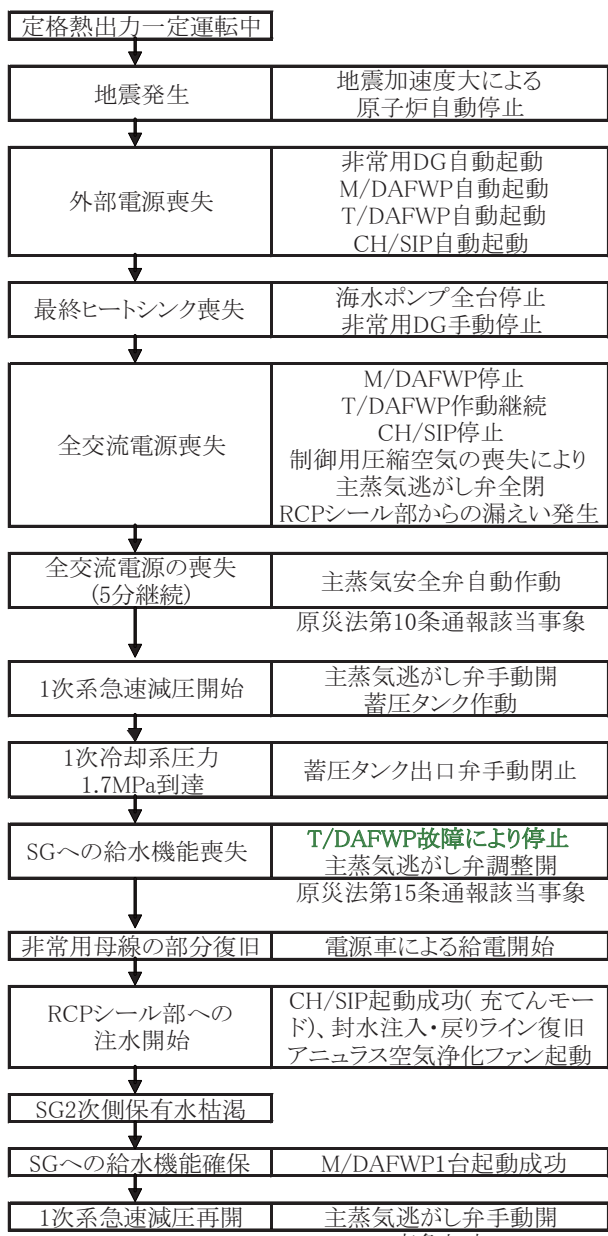 定格熱出力一定運転中
地震発生
地震加速度大による
原子炉自動停止
外部電源喪失
非常用DG自動起動
M/DAFWP自動起動
T/DAFWP自動起動
CH/SIP自動起動
最終ヒートシンク喪失
海水ポンプ全台停止
非常用DG手動停止
全交流電源喪失
M/DAFWP停止
T/DAFWP作動継続
CH/SIP停止
制御用圧縮空気の喪失により
主蒸気逃がし弁全閉
RCPシール部からの漏えい発生
全交流電源の喪失
(5分継続)
主蒸気安全弁自動作動
原災法第10条通報該当事象
1次系急速減圧開始
主蒸気逃がし弁手動開
蓄圧タンク作動
1次冷却系圧力
1.7MPa到達
蓄圧タンク出口弁手動閉止
SGへの給水機能喪失
T/DAFWP故障により停止
主蒸気逃がし弁調整開
原災法第15条通報該当事象
非常用母線の部分復旧
電源車による給電開始
RCPシール部への
注水開始
CH/SIP起動成功( 充てんモー
ド)、封水注入・戻りライン復旧
アニュラス空気浄化ファン起動
SG2次側保有水枯渇
SGへの給水機能確保
M/DAFWP1台起動成功
1次系急速減圧再開
主蒸気逃がし弁手動開